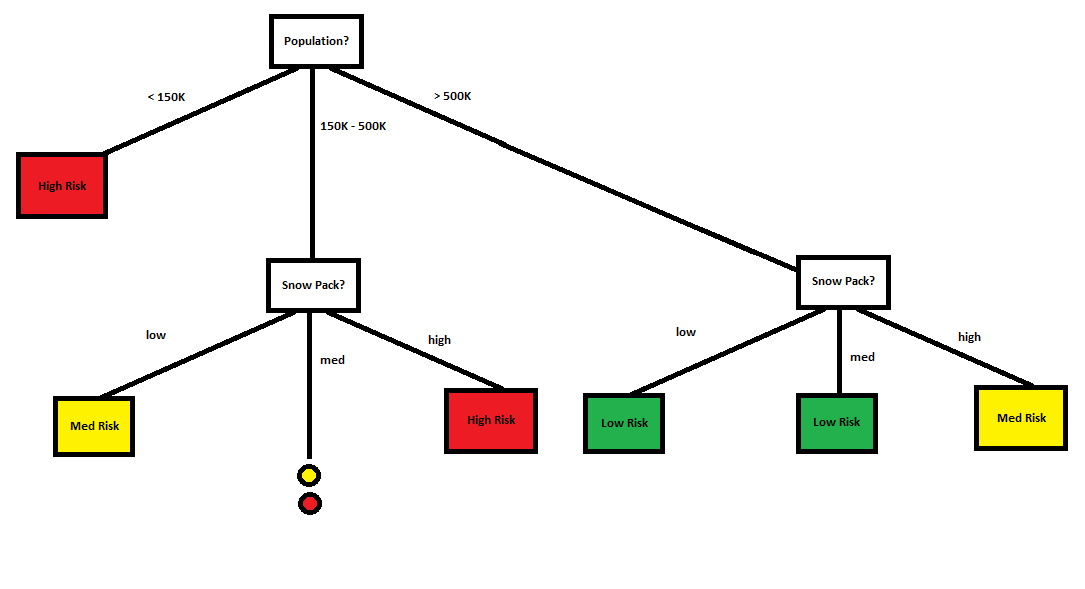 Population?
< 150K
> 500K
150K - 500K
High Risk
Snow Pack?
Snow Pack?
low
med
high
low
med
high
Med Risk
High Risk
Low Risk
Low Risk
Med Risk